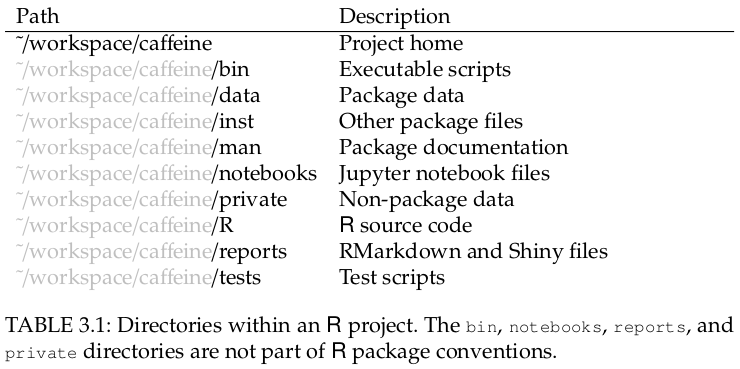 Path Description
~/workspace/caffeine Project home
~/workspace/caffeine/bin Executable scripts
~/workspace/caffeine/data Package data
~/workspace/caffeine/inst Other package files
~/workspace/caffeine/man Package documentation
~/workspace/caffeine/notebooks Jupyter notebook files
~/workspace/caffeine/private Non-package data
~/workspace/caffeine/R R source code
~/workspace/caffeine/reports RMarkdown and Shiny files
~/workspace/caffeine/tests Test scripts
TABLE 3.1: Directories within an R project. The bin, notebooks, reports, and
private directories are not part of R package conventions.